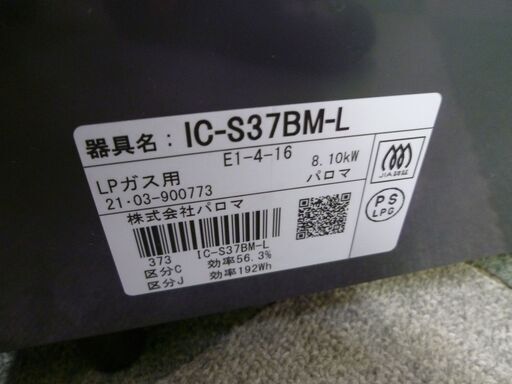 器具名：IC-S37BM-L
E1-4-16 8.10kW
LPガス用 パロマ
21·03-900773
株式会社パロマ
JIA認証
PS
LPG
373 IC-S37BM-L
区分C 効率56.3%
区分J 効率192Wh